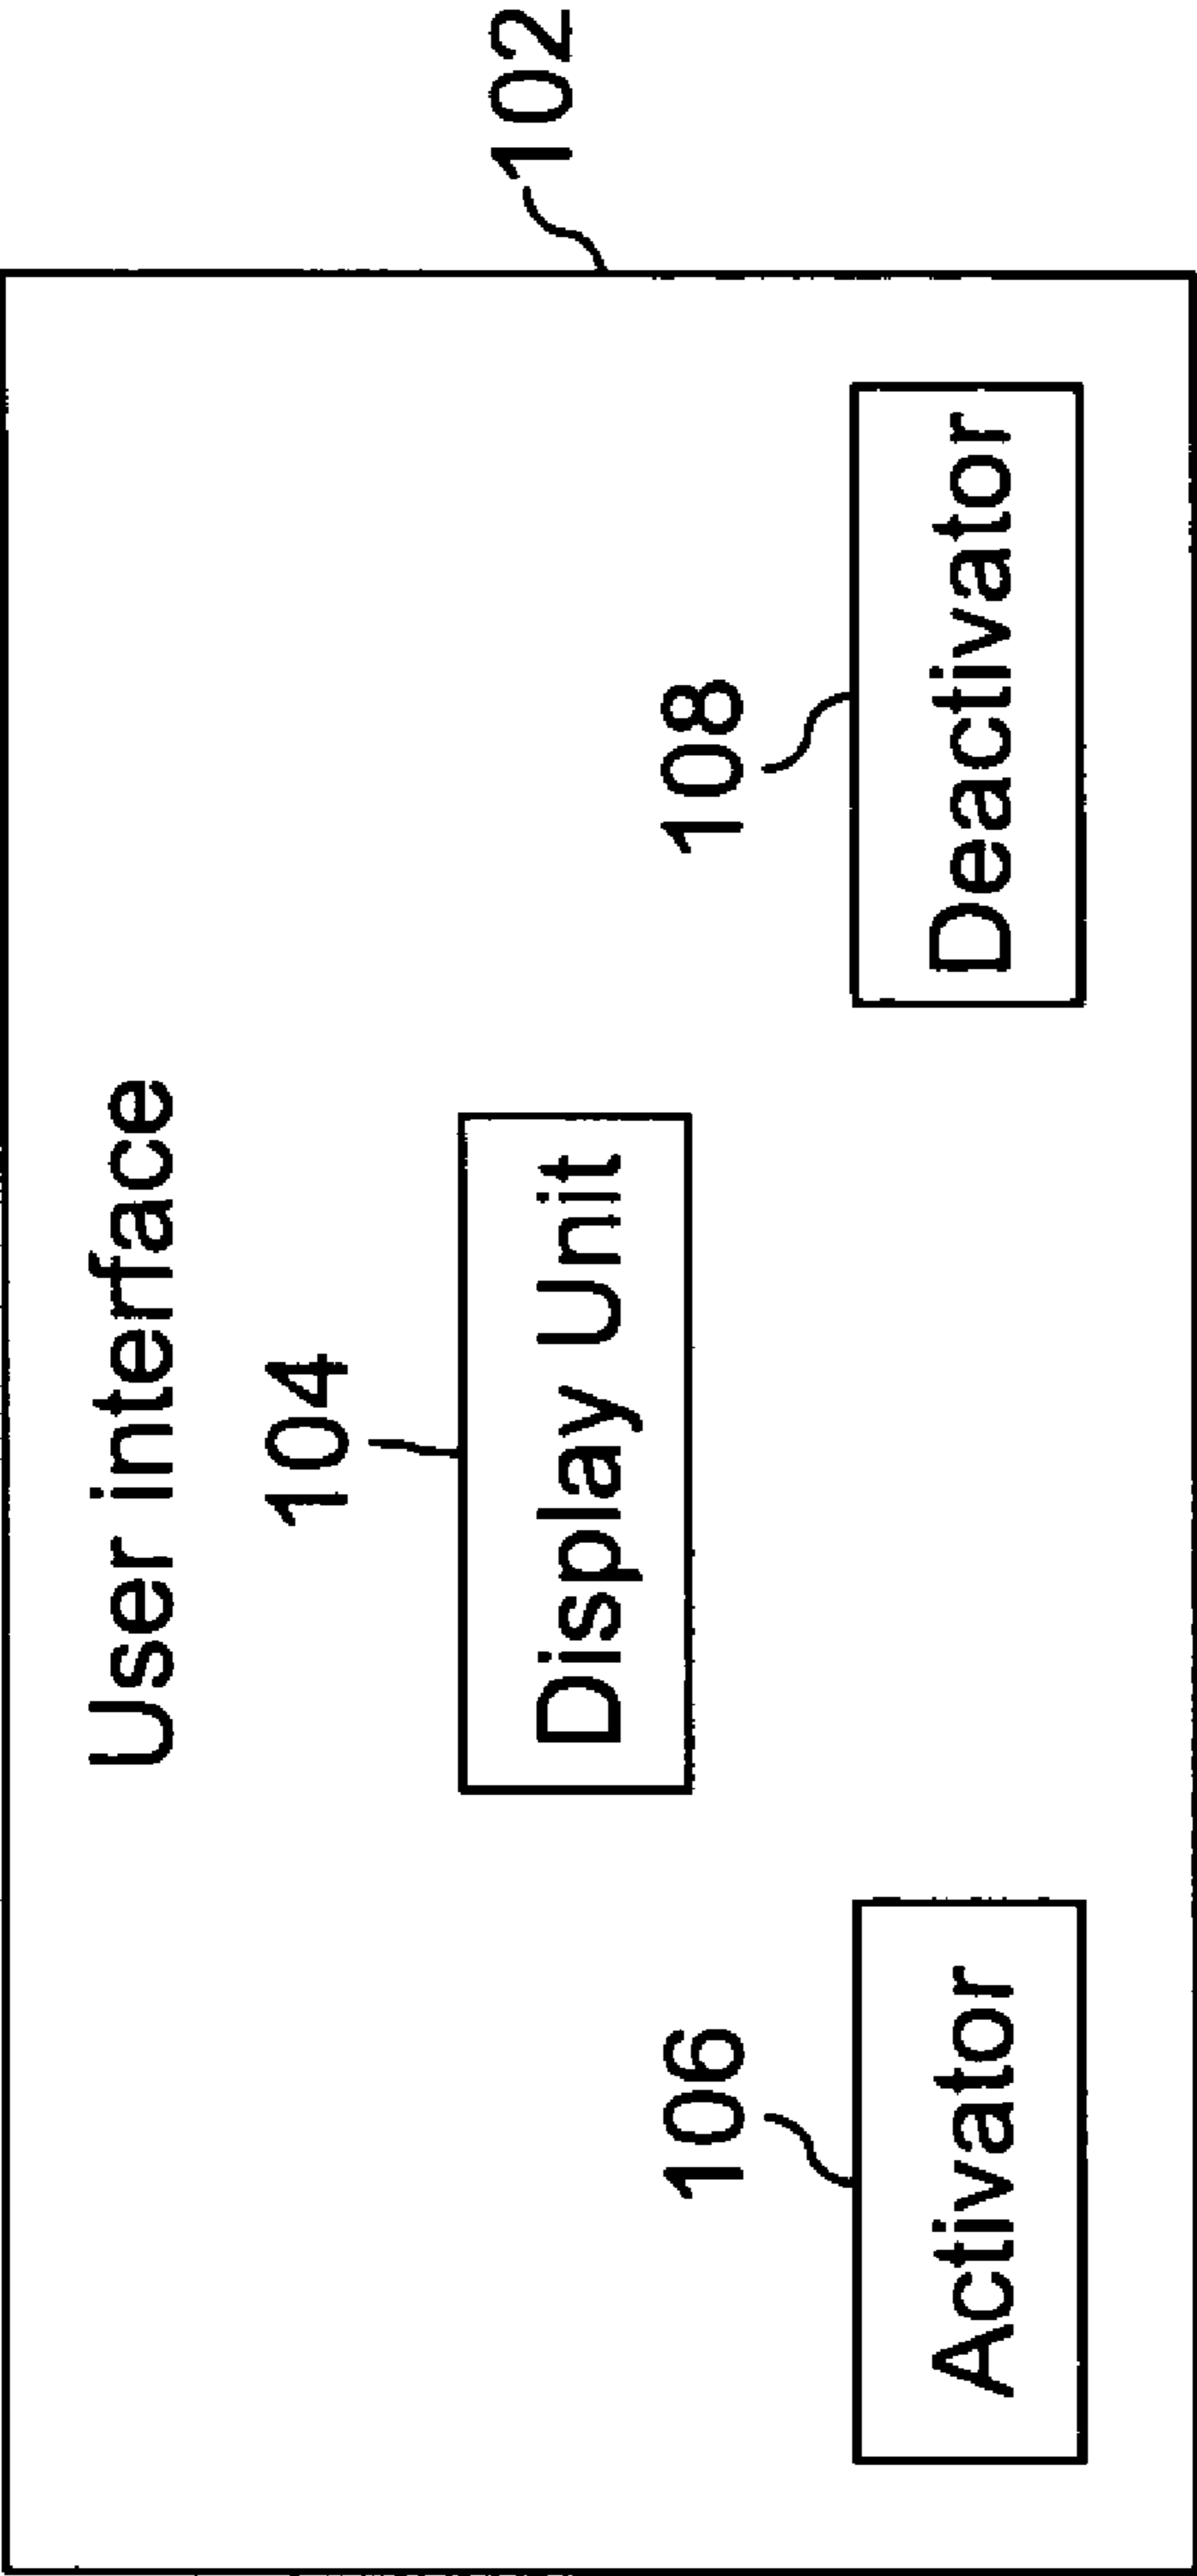 User interface
102
104
Display Unit
106
108
Activator
Deactivator